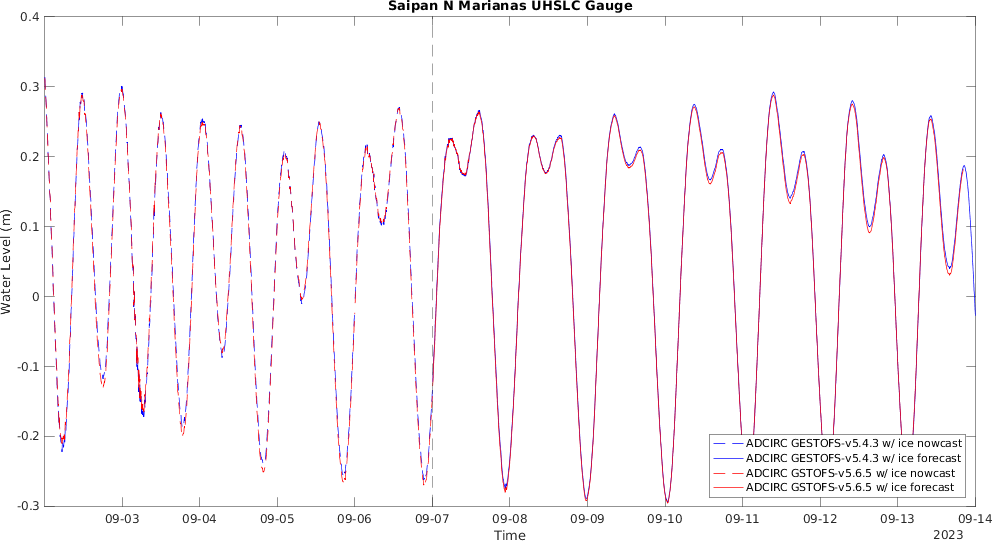 Saipan N Marianas UHSLC Gauge
0.4
0.3
0.2
0.1
0
-0.1
-0.2
-0.3
Water Level (m)
ADCIRC GESTOFS-v5.4.3 w/ ice nowcast
ADCIRC GESTOFS-v5.4.3 w/ ice forecast
ADCIRC GSTOFS-v5.6.5 w/ ice nowcast
ADCIRC GSTOFS-v5.6.5 w/ ice forecast
09-03 09-04 09-05 09-06 09-07 09-08 09-09 09-10 09-11 09-12 09-13 09-14
Time
2023